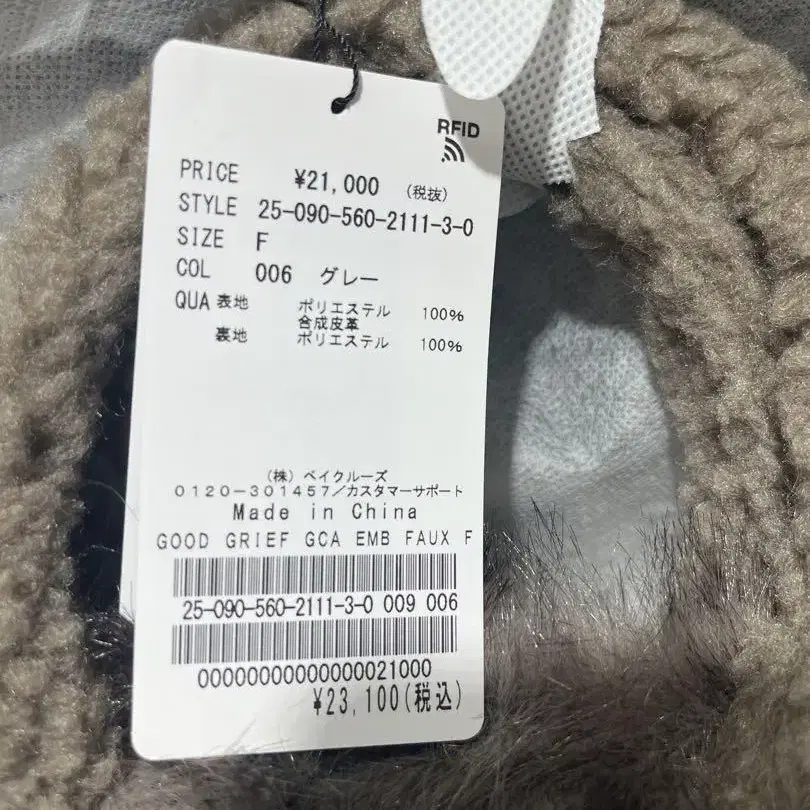 RFID
PRICE ¥21,000 (税抜)
STYLE 25-090-560-2111-3-0
SIZE F
COL 006 グレー
QUA 表地 ポリエステル 100%
合成皮革
裏地 ポリエステル 100%
(株) ベイクルーズ
0120-301457/カスタマーサポート
Made in China
GOOD GRIEF GCA EMB FAUX F
25-090-560-2111-3-0 009 006
00000000000000021000
¥23,100(税込)